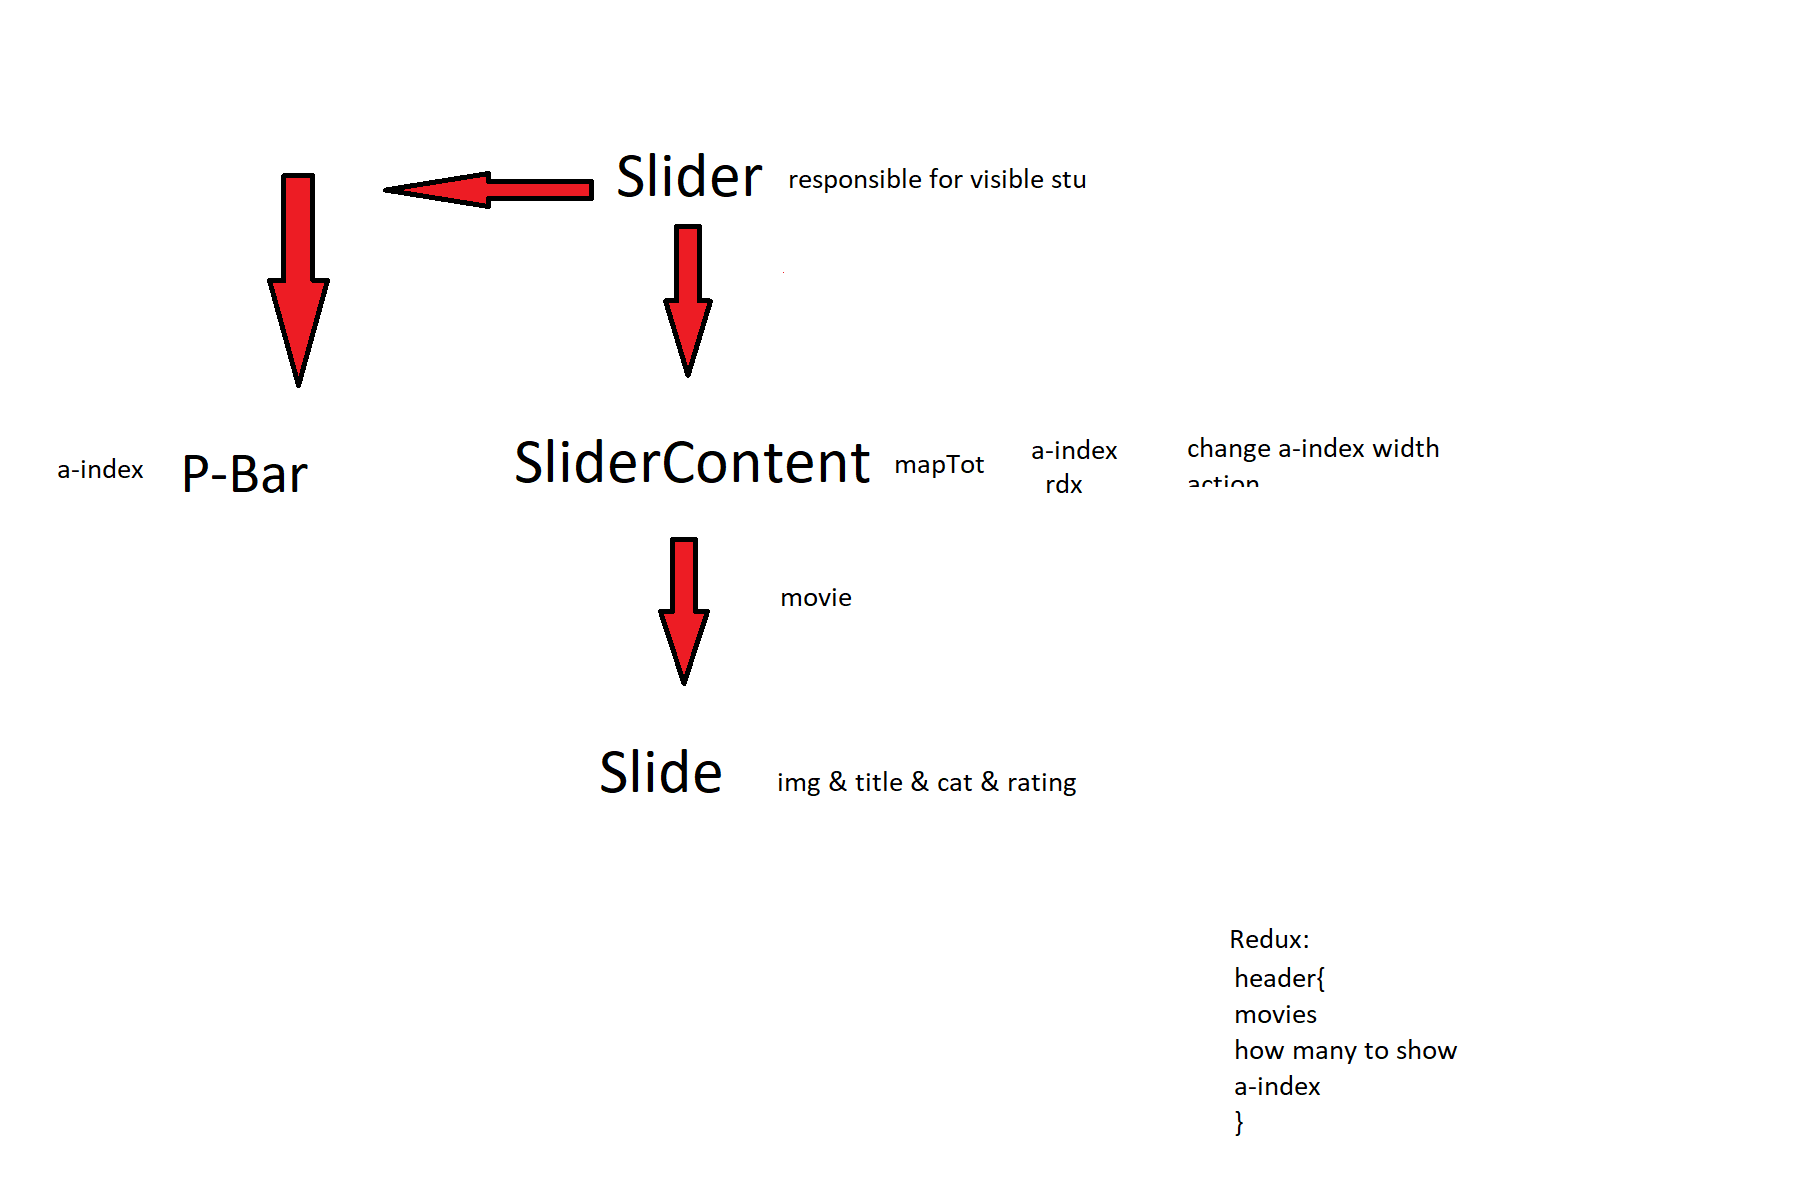 Slider responsible for visible stu
a-index P-Bar
SliderContent mapTot
a-index
rdx
change a-index width
action
movie
Slide img & title & cat & rating
Redux:
header{
movies
how many to show
a-index
}